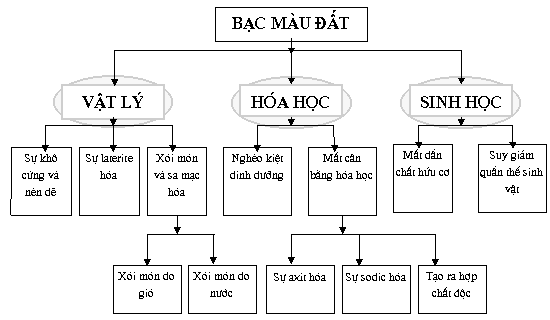 BẠC MÀU ĐẤT
VẬT LÝ
HÓA HỌC
SINH HỌC
Sự khô
cứng và
nén dẽ
Sự laterite
hóa
Xói mòn
và sa mạc
hóa
Nghèo kiệt
dinh dưỡng
Mất cân
bằng hóa học
Mất dần
chất hữu cơ
Suy giảm
quần thể sinh
vật
Xói mòn do
gió
Xói mòn do
nước
Sự axit hóa
Sự sodic hóa
Tạo ra hợp
chất độc